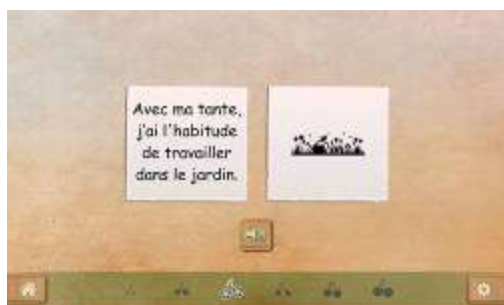 Avec ma tante,
j'ai l'habitude
de travailler
dans le jardin.